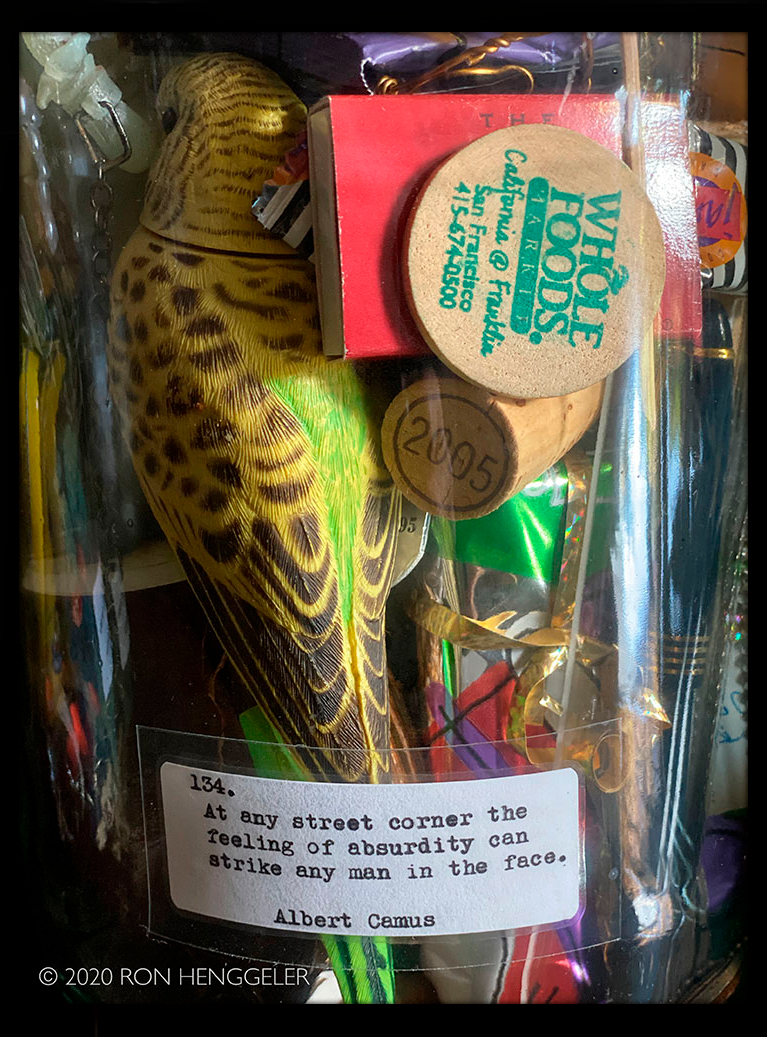 THE
WHOLE
FOODS®
MARKET
California @ Franklin
San Francisco
415-674-0500
2005
95
134.
At any street corner the
feeling of absurdity can
strike any man in the face.
Albert Camus
© 2020 RON HENGGELER